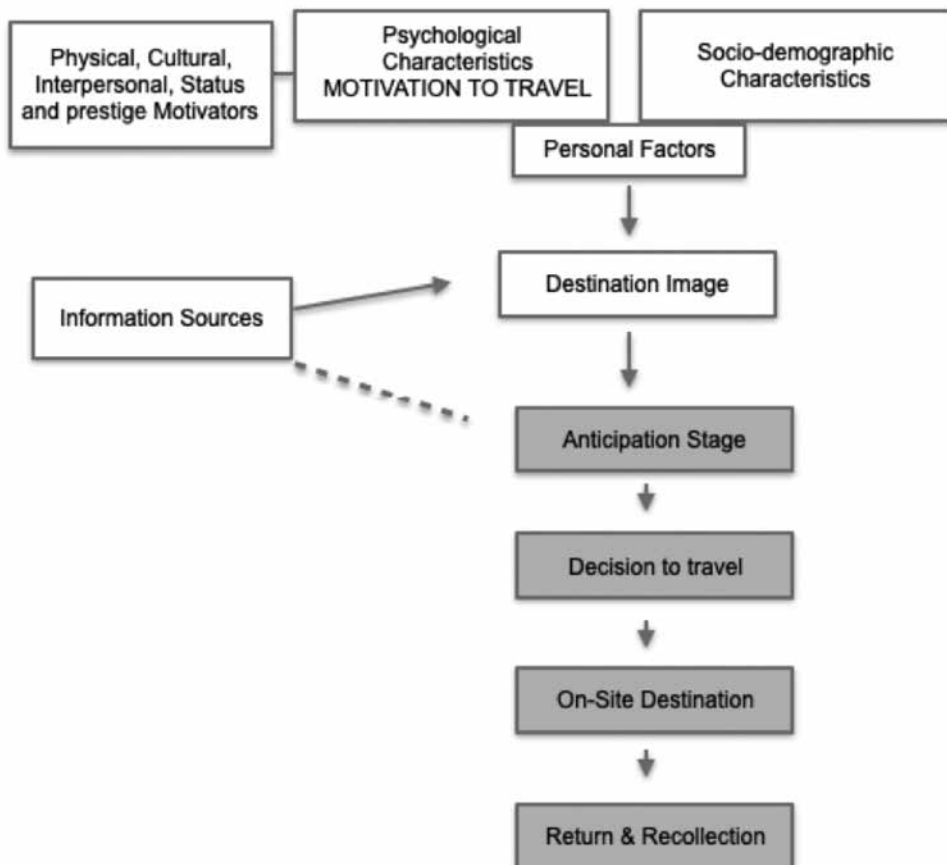 Physical, Cultural,
Interpersonal, Status
and prestige Motivators
Psychological
Characteristics
MOTIVATION TO TRAVEL
Socio-demographic
Characteristics
Personal Factors
Destination Image
Information Sources
Anticipation Stage
Decision to travel
On-Site Destination
Return & Recollection